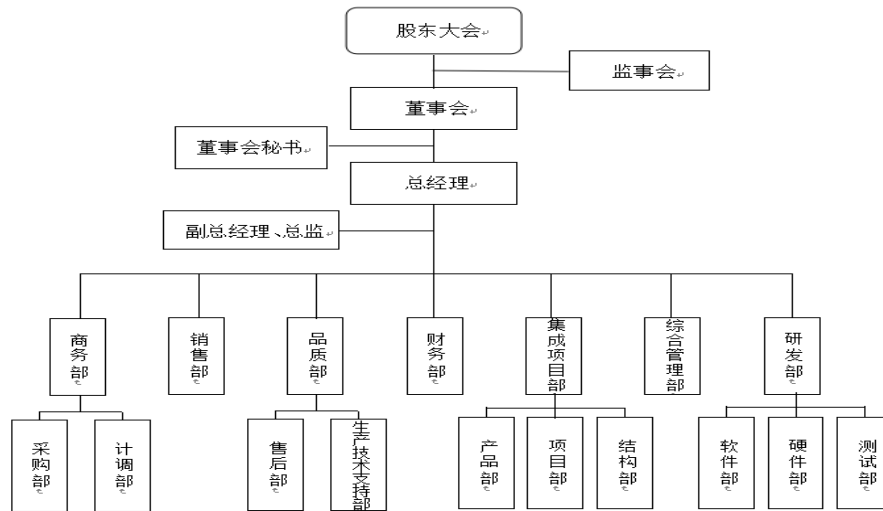 股东大会
监事会
董事会
董事会秘书
总经理
副总经理、总监
商务部
销售部
品质部
财务部
集成项目部
综合管理部
研发部
采购部
计调部
售后部
生产技术支持部
产品部
项目部
结构部
软件部
硬件部
测试部